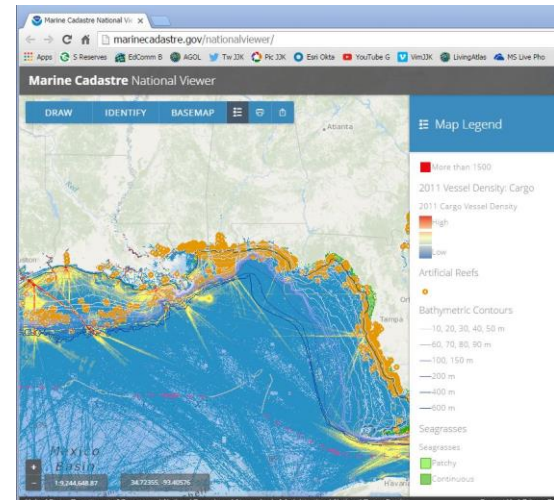 Marine Cadastre National Vi
marinecadastre.gov/nationalviewer/
Apps S Reserves EdComm B AGOL Tw JJK Pic JJK Esri Okta YouTube G VimJJK LivingAtlas MS Live Pho
Marine Cadastre National Viewer
DRAW IDENTIFY BASEMAP
Map Legend
Atlanta
More than 1500
2011 Vessel Density: Cargo
2011 Cargo Vessel Density
High
Low
Artificial Reefs
Tampa
Bathymetric Contours
10, 20, 30, 40, 50 m
60, 70, 80, 90 m
100, 150 m
200 m
400 m
600 m
Seagrasses
Seagrasses
Patchy
Continuous
Mexico
Basin
+
-
1:9,244,648.87
34.72355, -93.40576
Havan